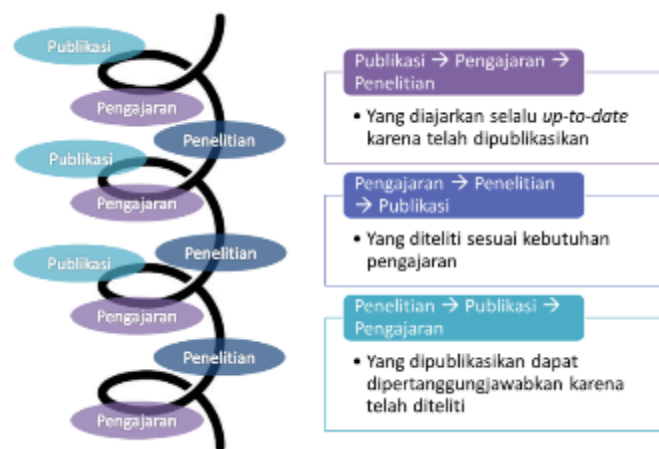 Publikasi
Pengajaran
Penelitian
Publikasi
Pengajaran
Penelitian
Publikasi
Pengajaran
Penelitian
Pengajaran
Publikasi → Pengajaran →
Penelitian
• Yang diajarkan selalu up-to-date
karena telah dipublikasikan
Pengajaran → Penelitian
→ Publikasi
• Yang diteliti sesuai kebutuhan
pengajaran
Penelitian → Publikasi →
Pengajaran
• Yang dipublikasikan dapat
dipertanggungjawabkan karena
telah diteliti